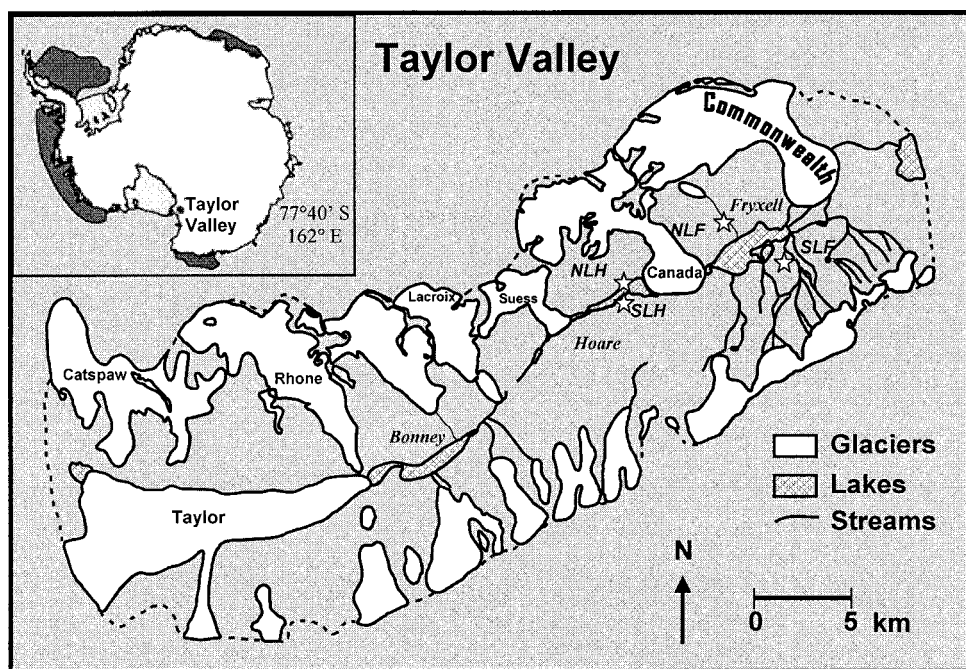 Taylor Valley
Taylor
Valley
77°40' S
162° E
Commonwealth
Fryxell
NLF
SLF
NLH
Canada
SLH
Hoare
Lacroix
Suess
Catspaw
Rhone
Bonney
Taylor
Glaciers
Lakes
Streams
N
0 5 km